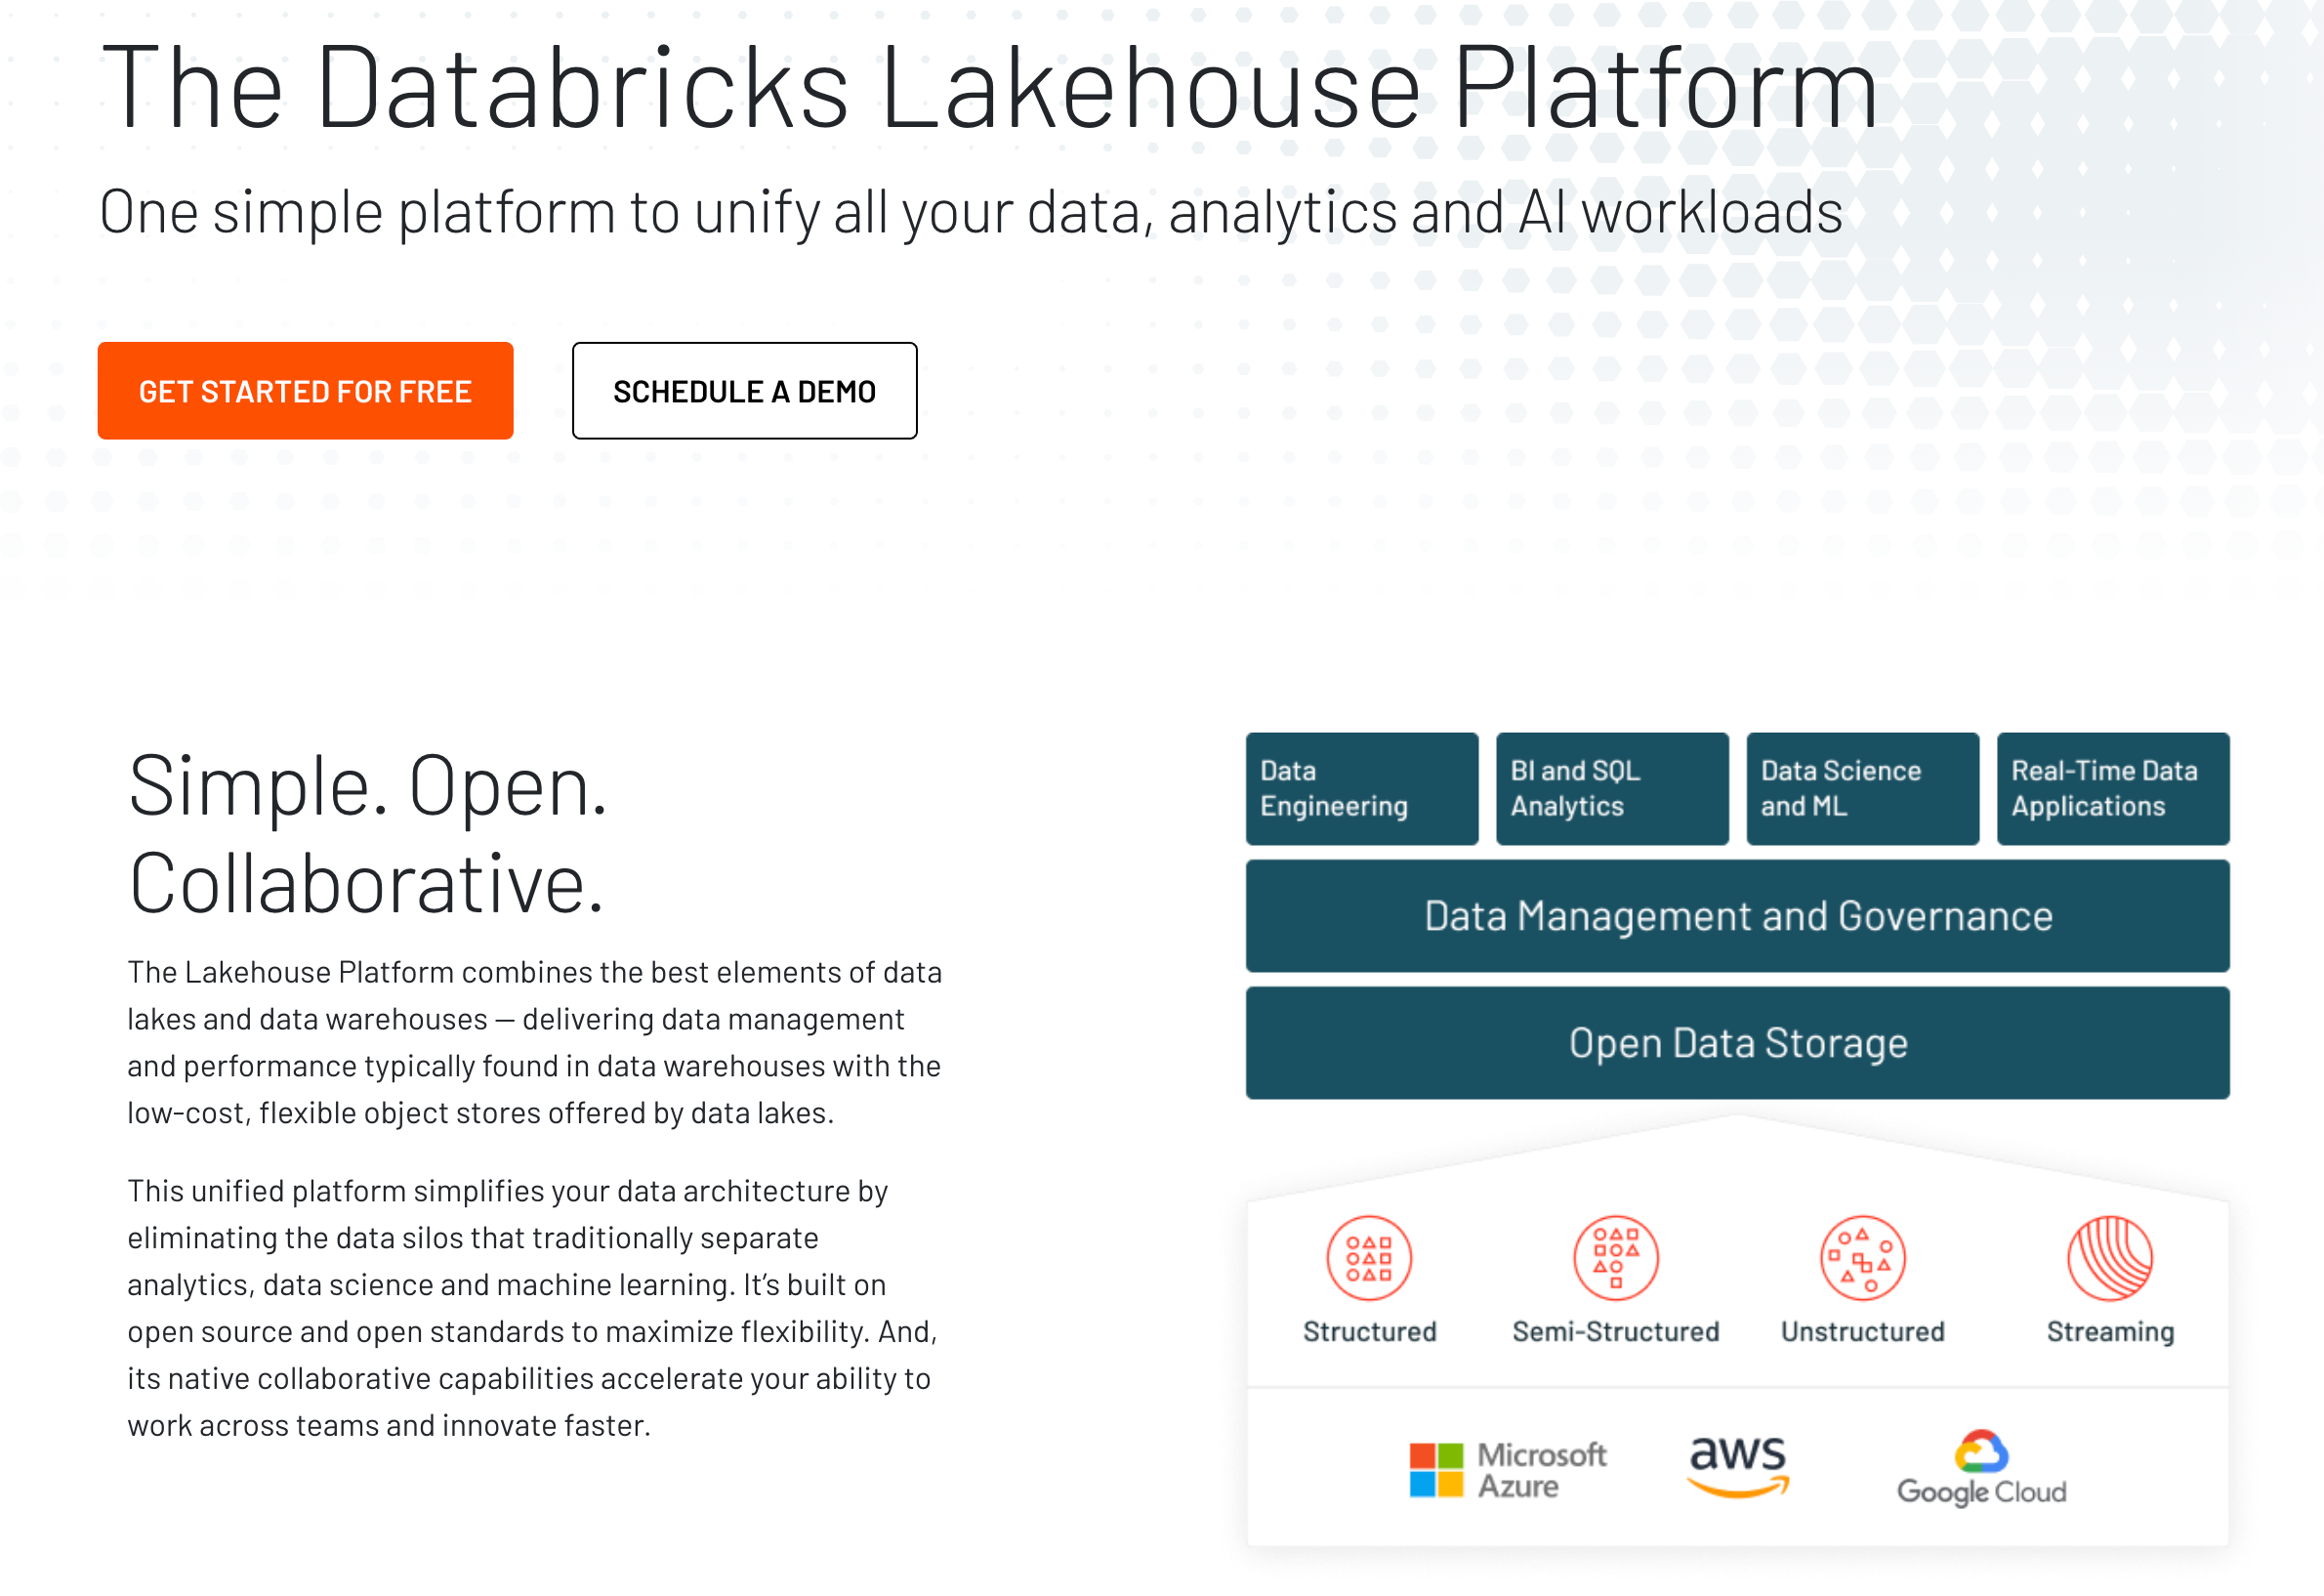 The Databricks Lakehouse Platform
One simple platform to unify all your data, analytics and AI workloads
GET STARTED FOR FREE
SCHEDULE A DEMO
Simple. Open.
Collaborative.
The Lakehouse Platform combines the best elements of data
lakes and data warehouses — delivering data management
and performance typically found in data warehouses with the
low-cost, flexible object stores offered by data lakes.
This unified platform simplifies your data architecture by
eliminating the data silos that traditionally separate
analytics, data science and machine learning. It’s built on
open source and open standards to maximize flexibility. And,
its native collaborative capabilities accelerate your ability to
work across teams and innovate faster.
Data
Engineering
BI and SQL
Analytics
Data Science
and ML
Real-Time Data
Applications
Data Management and Governance
Open Data Storage
Structured
Semi-Structured
Unstructured
Streaming
Microsoft
Azure
aws
Google Cloud